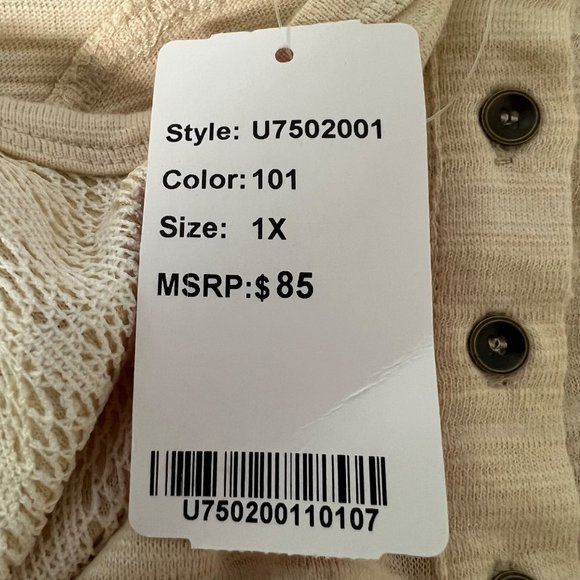 Style: U7502001
Color: 101
Size: 1X
MSRP:$ 85
U750200110107